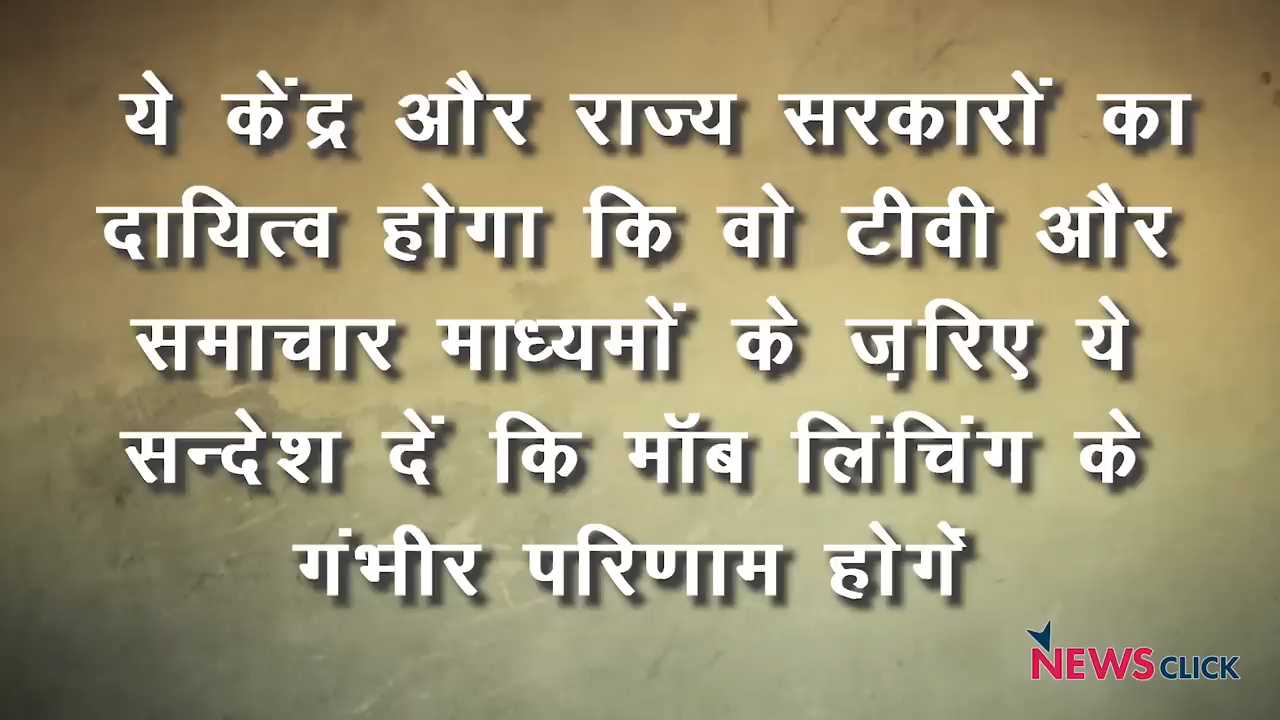 ये केंद्र और राज्य सरकारों का
दायित्व होगा कि वो टीवी और
समाचार माध्यमों के ज़रिए ये
सन्देश दें कि मॉब लिंचिंग के
गंभीर परिणाम होगें
NEWSCLICK